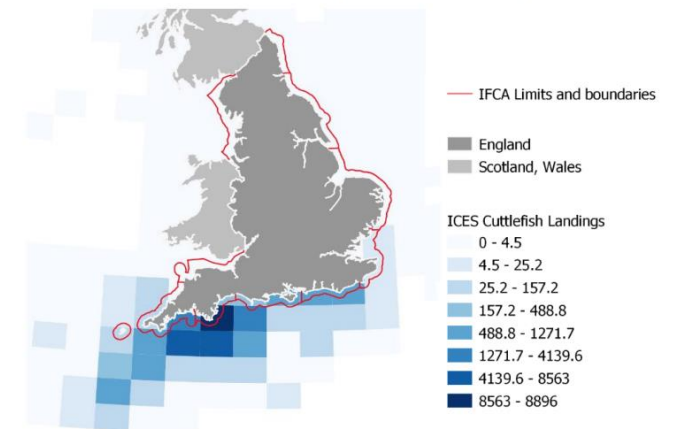 IFCA Limits and boundaries
England
Scotland, Wales
ICES Cuttlefish Landings
0 - 4.5
4.5 - 25.2
25.2 - 157.2
157.2 - 488.8
488.8 - 1271.7
1271.7 - 4139.6
4139.6 - 8563
8563 - 8896